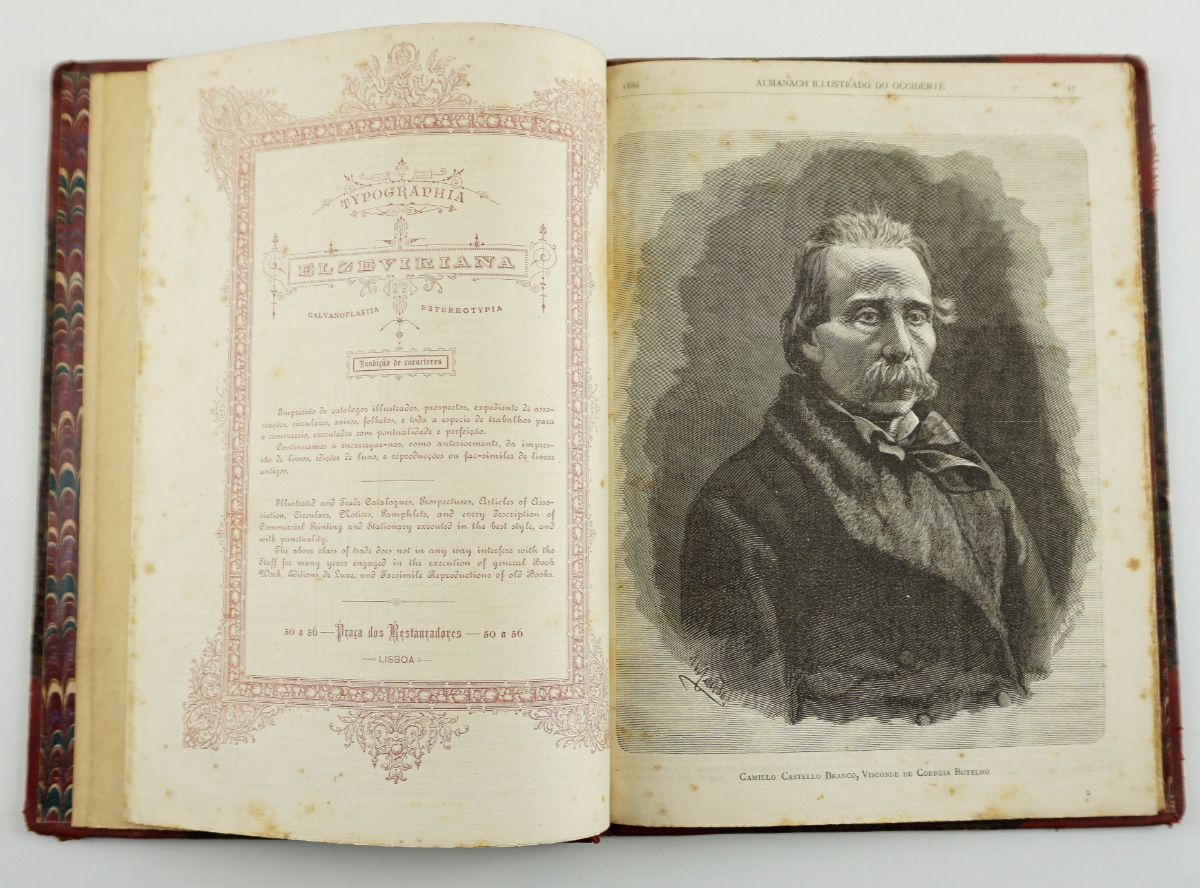 TYPOGRAPHIA
ELZEVIRIANA
GALVANOPLASTIA ESTEREOTYPIA
Fundição de caracteres
Impressão de catalogos illustrados, prospectos, expediente de asso-
ciações, circulares, avisos, folhetos, e toda a especie de trabalhos para
o commercio, executados com pontualidade e perfeição.
Continuamos a encarregar-nos, como anteriormente, da impres-
são de livros, edições de luxo, e reproducções ou fac-similes de livros
antigos.
Illustrated and Trade Catalogues, Prospectuses, Articles of Asso-
ciation, Circulars, Notices, Pamphlets, and every description of
Commercial Printing and Stationary executed in the best style, and
with punctuality.
The above class of trade does not in any way interfere with the
Staff for many years engaged in the execution of general Book
Work, Editions de Luxe, and Facsimile Reproductions of old Books.
50 a 56 — Praça dos Restauradores — 50 a 56
LISBOA
1886 ALMANACH ILLUSTRADO DO OCCIDENTE 17
CAMILLO CASTELLO BRANCO, VISCONDE DE CORREIA BOTELHO
2